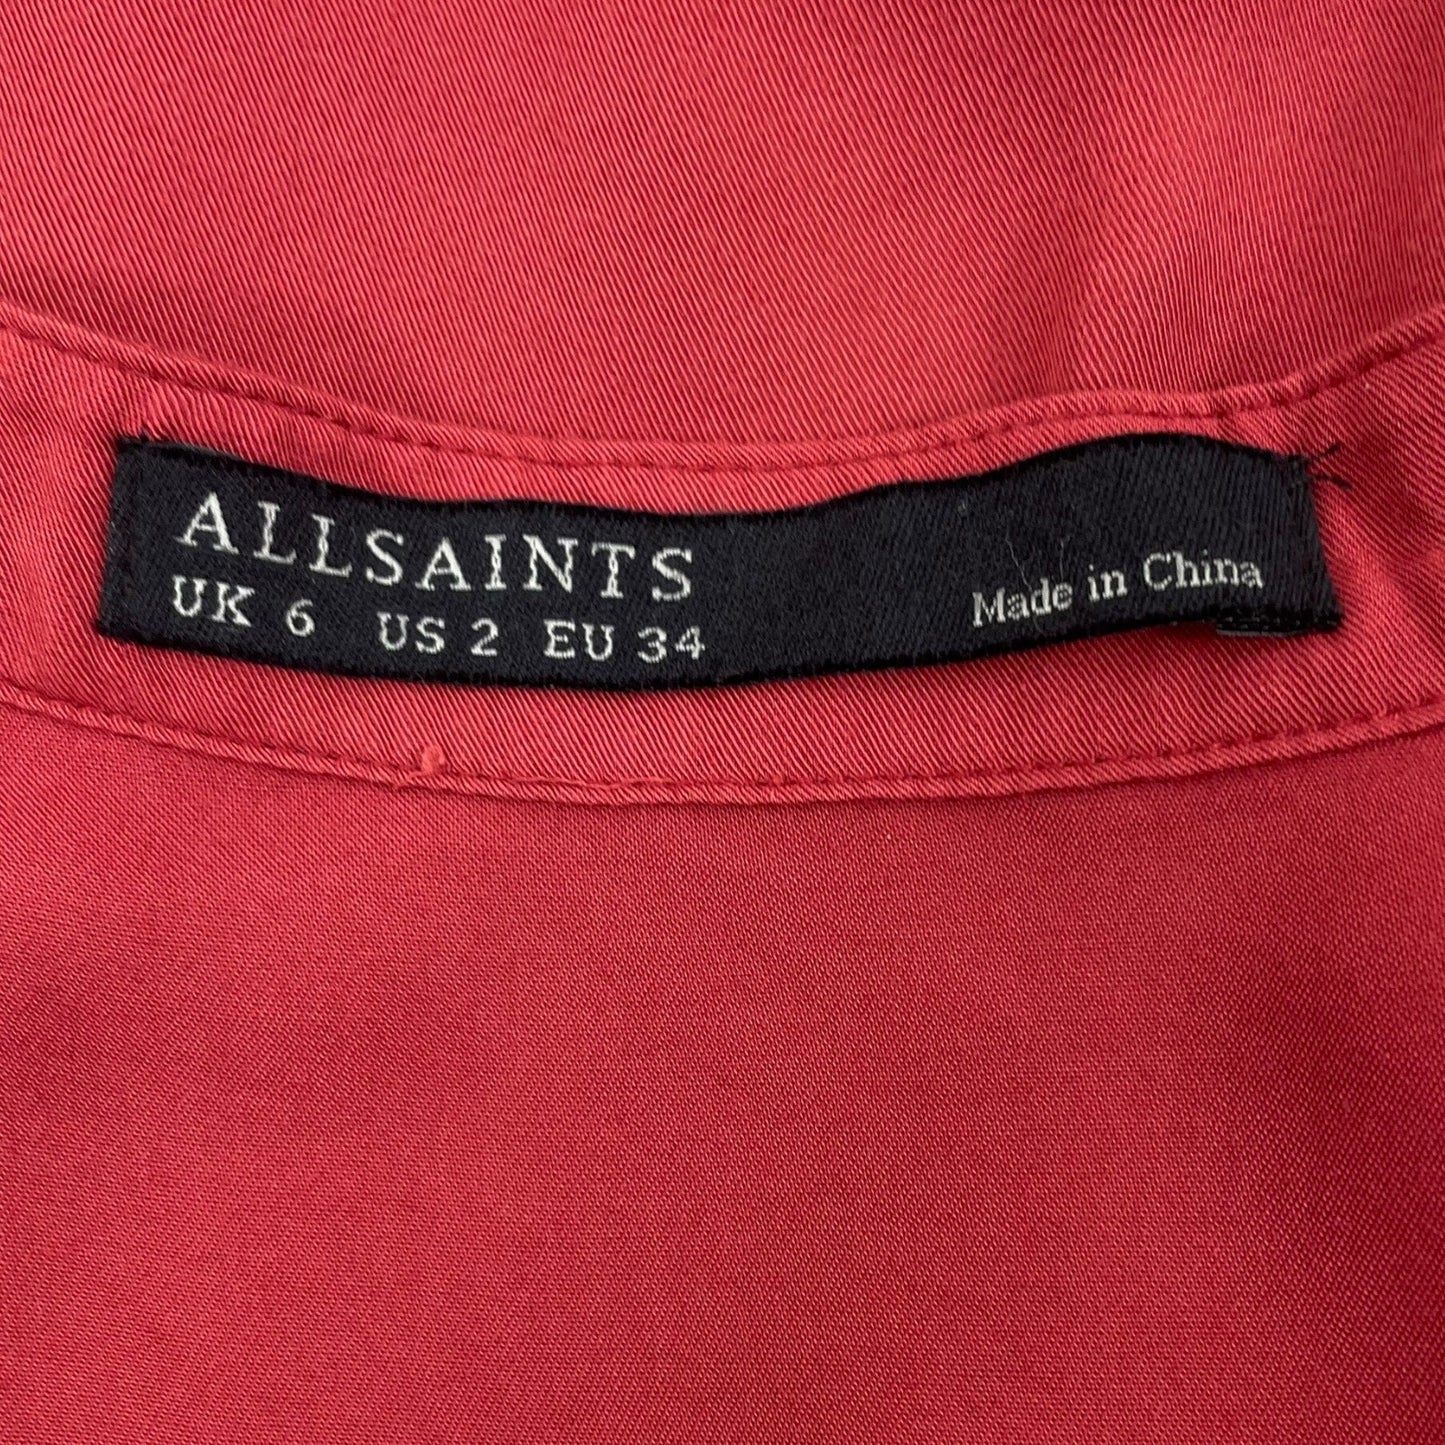 ALLSAINTS
UK 6 US 2 EU 34
Made in China